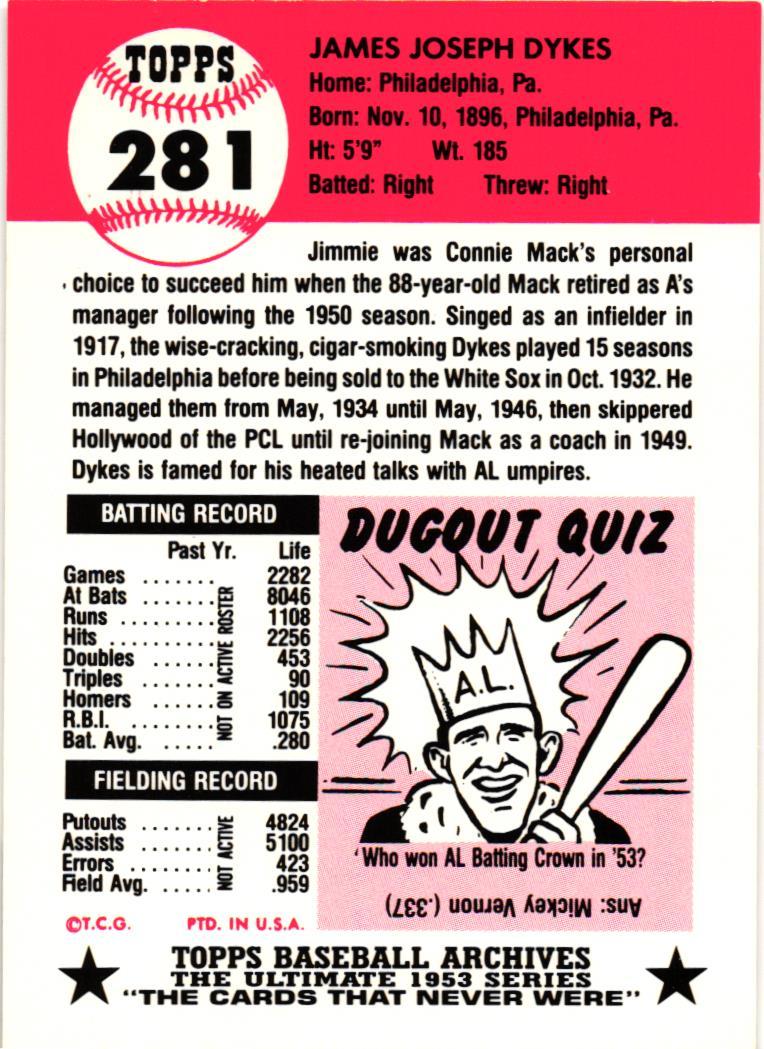 TOPPS
281
JAMES JOSEPH DYKES
Home: Philadelphia, Pa.
Born: Nov. 10, 1896, Philadelphia, Pa.
Ht: 5'9" Wt. 185
Batted: Right Threw: Right
Jimmie was Connie Mack's personal
choice to succeed him when the 88-year-old Mack retired as A's
manager following the 1950 season. Singed as an infielder in
1917, the wise-cracking, cigar-smoking Dykes played 15 seasons
in Philadelphia before being sold to the White Sox in Oct. 1932. He
managed them from May, 1934 until May, 1946, then skippered
Hollywood of the PCL until re-joining Mack as a coach in 1949.
Dykes is famed for his heated talks with AL umpires.
BATTING RECORD
Past Yr. Life
Games ....... 2282
At Bats ....... 8046
Runs ....... 1108
Hits .......... 2256
Doubles ...... 453
Triples ....... 90
Homers ...... 109
R.B.I. ........ 1075
Bat. Avg. ..... .280
NOT ON ACTIVE ROSTER
FIELDING RECORD
Putouts ....... 4824
Assists ....... 5100
Errors ........ 423
Field Avg. ..... .959
NOT ACTIVE
DUGOUT QUIZ
A.L.
Who won AL Batting Crown in '53?
Ans: Mickey Vernon (.337)
©T.C.G. PTD. IN U.S.A.
TOPPS BASEBALL ARCHIVES
THE ULTIMATE 1953 SERIES
"THE CARDS THAT NEVER WERE"